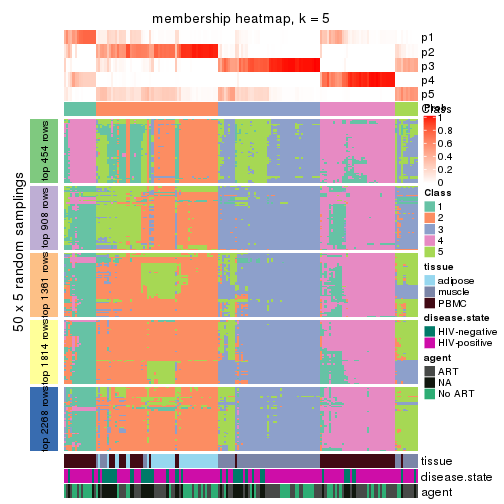 membership heatmap, k = 5
p1
p2
p3
p4
p5
Class
Prob
1
0.8
0.6
0.4
0.2
0
Class
1
2
3
4
5
tissue
adipose
muscle
PBMC
disease.state
HIV-negative
HIV-positive
agent
ART
NA
No ART
50 x 5 random samplings
top 454 rows
top 908 rows
top 1361 rows
top 1814 rows
top 2268 rows
tissue
disease.state
agent